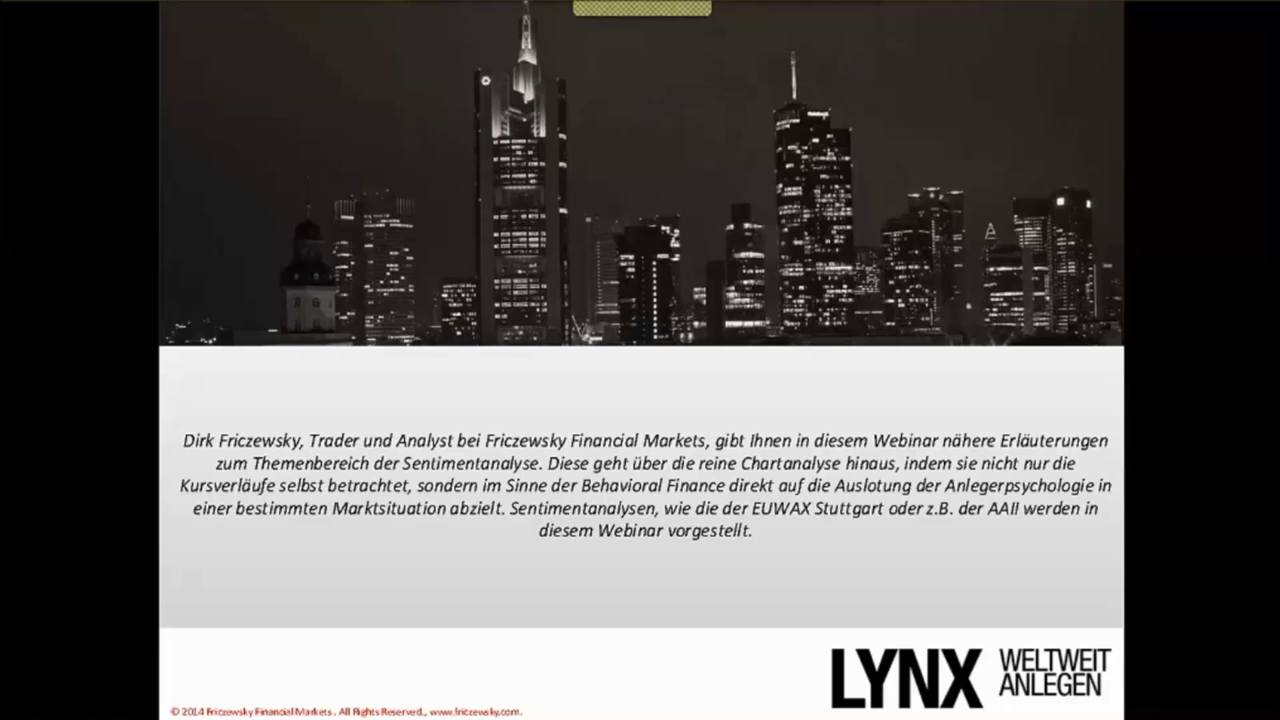 Dirk Friczewsky, Trader und Analyst bei Friczewsky Financial Markets, gibt Ihnen in diesem Webinar nähere Erläuterungen
zum Themenbereich der Sentimentanalyse. Diese geht über die reine Chartanalyse hinaus, indem sie nicht nur die
Kursverläufe selbst betrachtet, sondern im Sinne der Behavioral Finance direkt auf die Auslotung der Anlegerpsychologie in
einer bestimmten Marktsituation abzielt. Sentimentanalysen, wie die der EUWAX Stuttgart oder z.B. der AAII werden in
diesem Webinar vorgestellt.
LYNX WELTWEIT
ANLEGEN
© 2014 Friczewsky Financial Markets . All Rights Reserved., www.friczewsky.com.